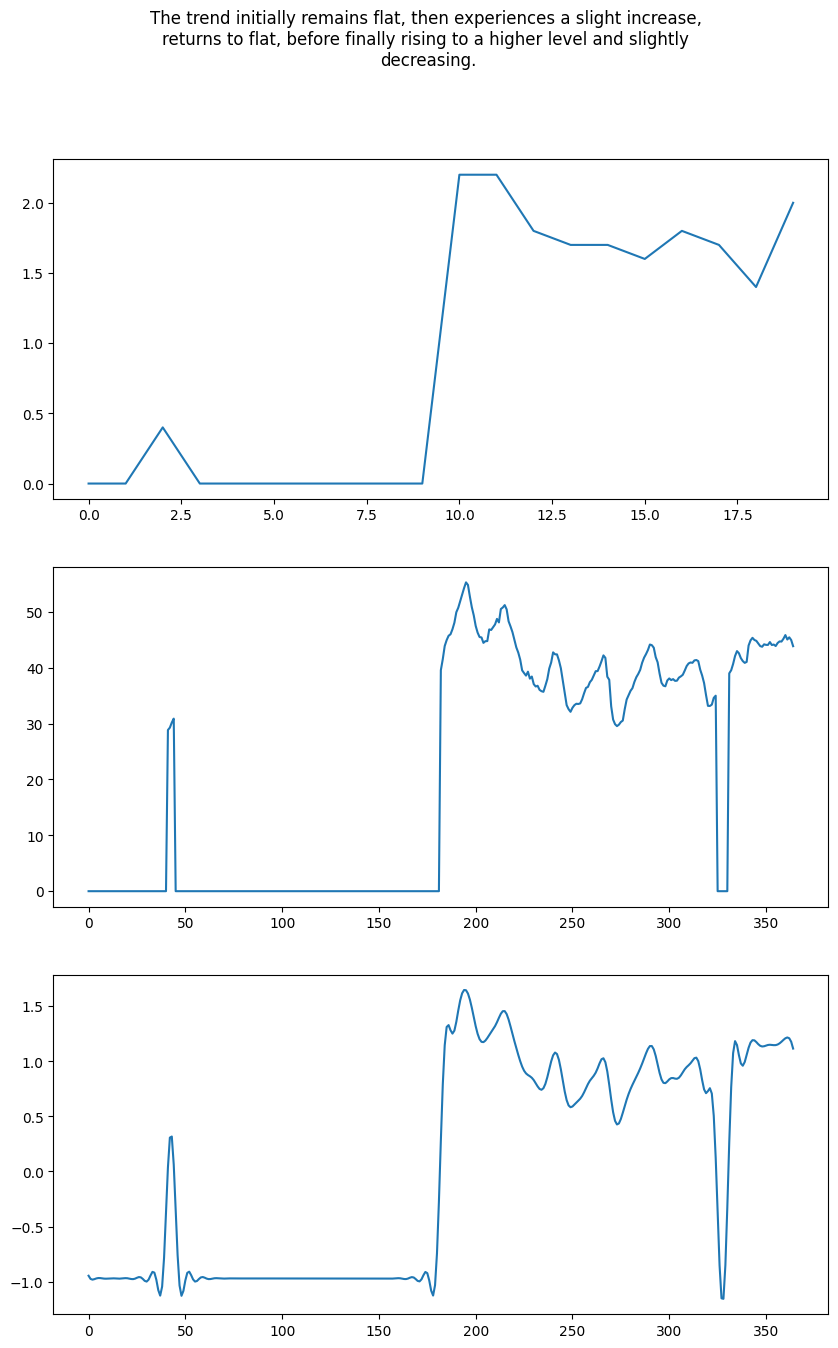 The trend initially remains flat, then experiences a slight increase,
returns to flat, before finally rising to a higher level and slightly
decreasing.
2.0
1.5
1.0
0.5
0.0
0.0 2.5 5.0 7.5 10.0 12.5 15.0 17.5
50
40
30
20
10
0
0 50 100 150 200 250 300 350
1.5
1.0
0.5
0.0
−0.5
−1.0
0 50 100 150 200 250 300 350